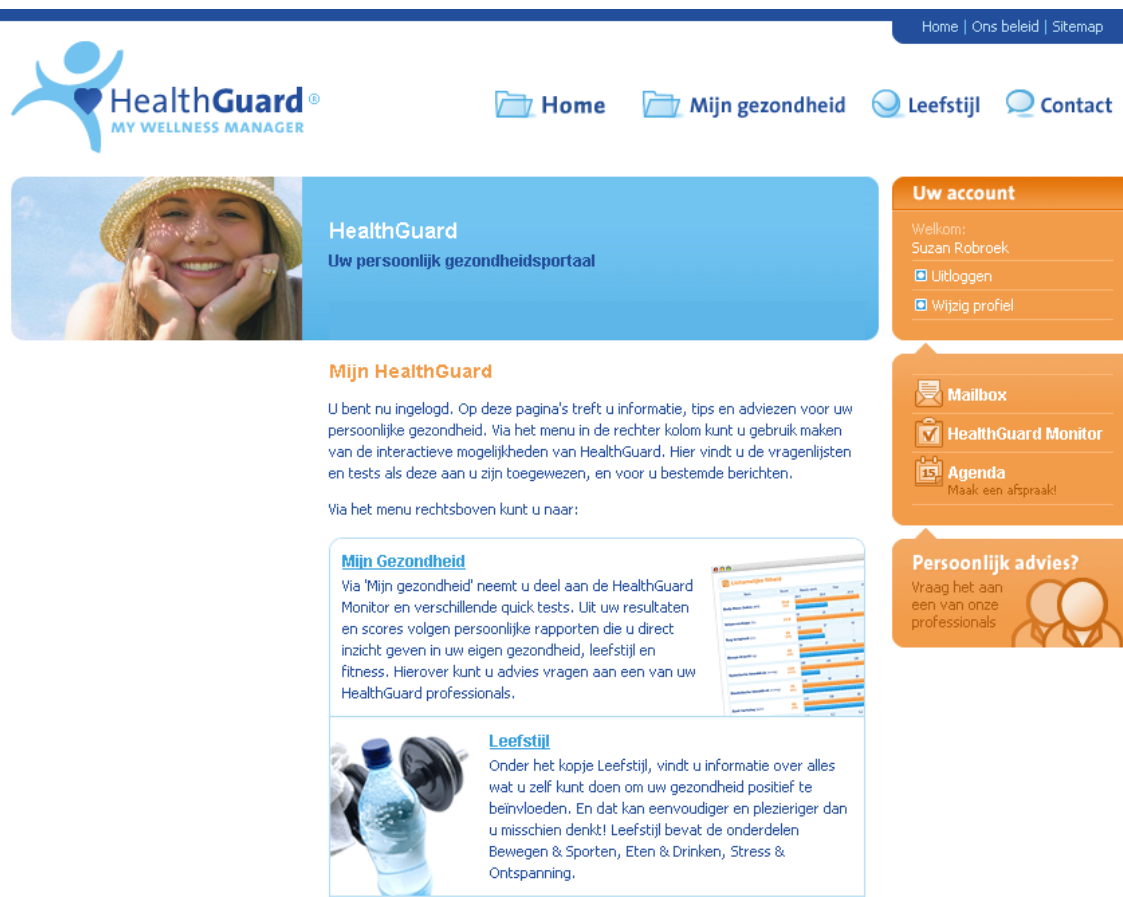 Home | Ons beleid | Sitemap
HealthGuard ®
MY WELLNESS MANAGER
Home
Mijn gezondheid
Leefstijl
Contact
HealthGuard
Uw persoonlijk gezondheidsportaal
Uw account
Welkom:
Suzan Robroek
Uitloggen
Wijzig profiel
Mijn HealthGuard
U bent nu ingelogd. Op deze pagina's treft u informatie, tips en adviezen voor uw
persoonlijke gezondheid. Via het menu in de rechter kolom kunt u gebruik maken
van de interactieve mogelijkheden van HealthGuard. Hier vindt u de vragenlijsten
en tests als deze aan u zijn toegewezen, en voor u bestemde berichten.
Via het menu rechtsboven kunt u naar:
Mailbox
HealthGuard Monitor
15
Agenda
Maak een afspraak!
Persoonlijk advies?
Vraag het aan
een van onze
professionals
Mijn Gezondheid
Via 'Mijn gezondheid' neemt u deel aan de HealthGuard
Monitor en verschillende quick tests. Uit uw resultaten
en scores volgen persoonlijke rapporten die u direct
inzicht geven in uw eigen gezondheid, leefstijl en
fitness. Hierover kunt u advies vragen aan een van uw
HealthGuard professionals.
Leefstijl
Onder het kopje Leefstijl, vindt u informatie over alles
wat u zelf kunt doen om uw gezondheid positief te
beïnvloeden. En dat kan eenvoudiger en plezieriger dan
u misschien denkt! Leefstijl bevat de onderdelen
Bewegen & Sporten, Eten & Drinken, Stress &
Ontspanning.